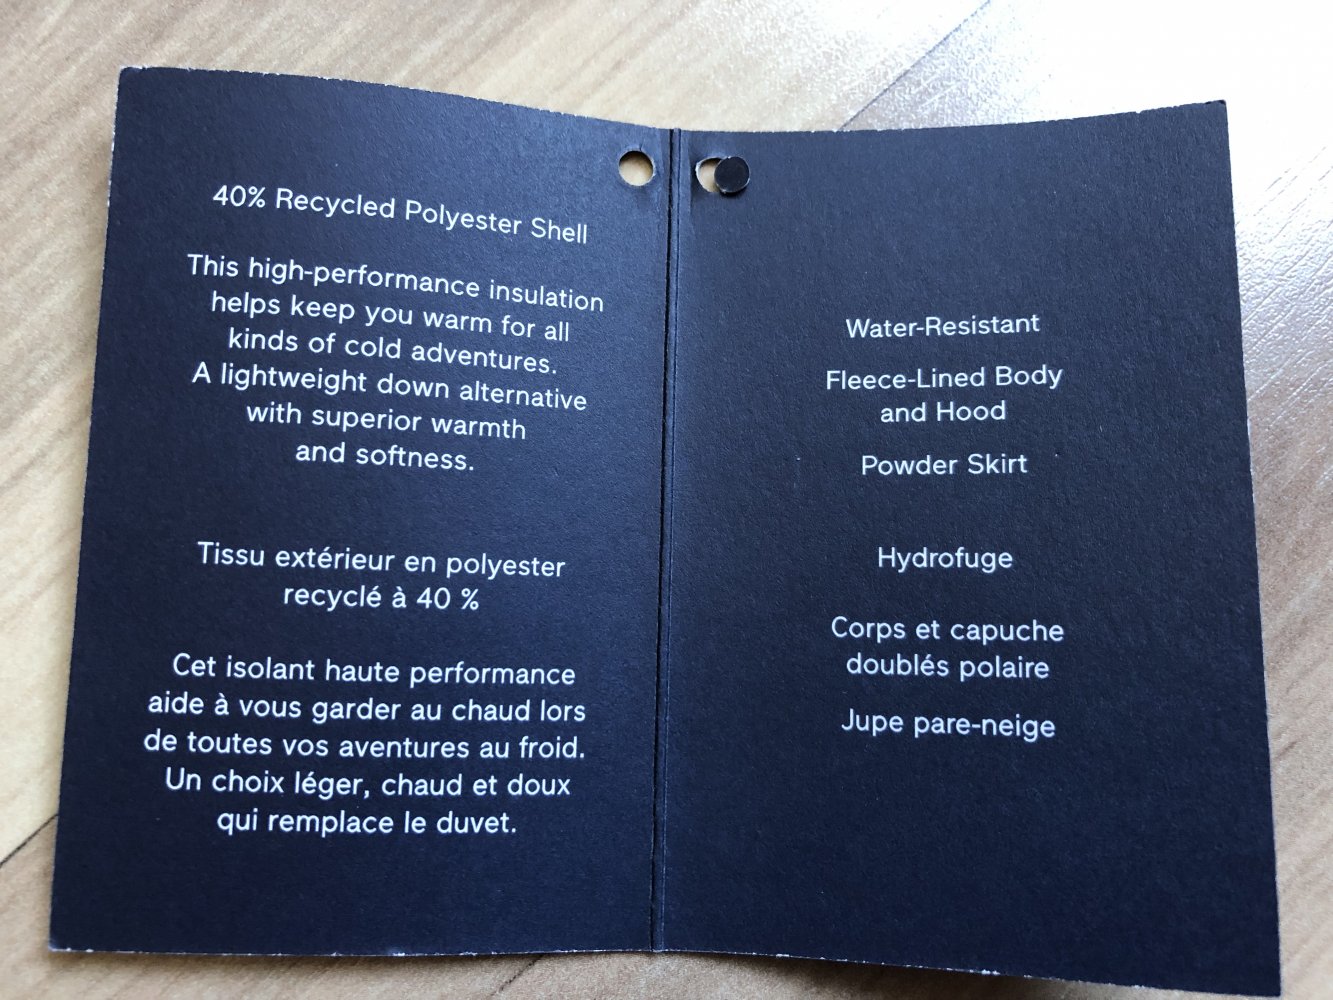 40% Recycled Polyester Shell
This high-performance insulation
helps keep you warm for all
kinds of cold adventures.
A lightweight down alternative
with superior warmth
and softness.
Tissu extérieur en polyester
recyclé à 40 %
Cet isolant haute performance
aide à vous garder au chaud lors
de toutes vos aventures au froid.
Un choix léger, chaud et doux
qui remplace le duvet.
Water-Resistant
Fleece-Lined Body
and Hood
Powder Skirt
Hydrofuge
Corps et capuche
doublés polaire
Jupe pare-neige